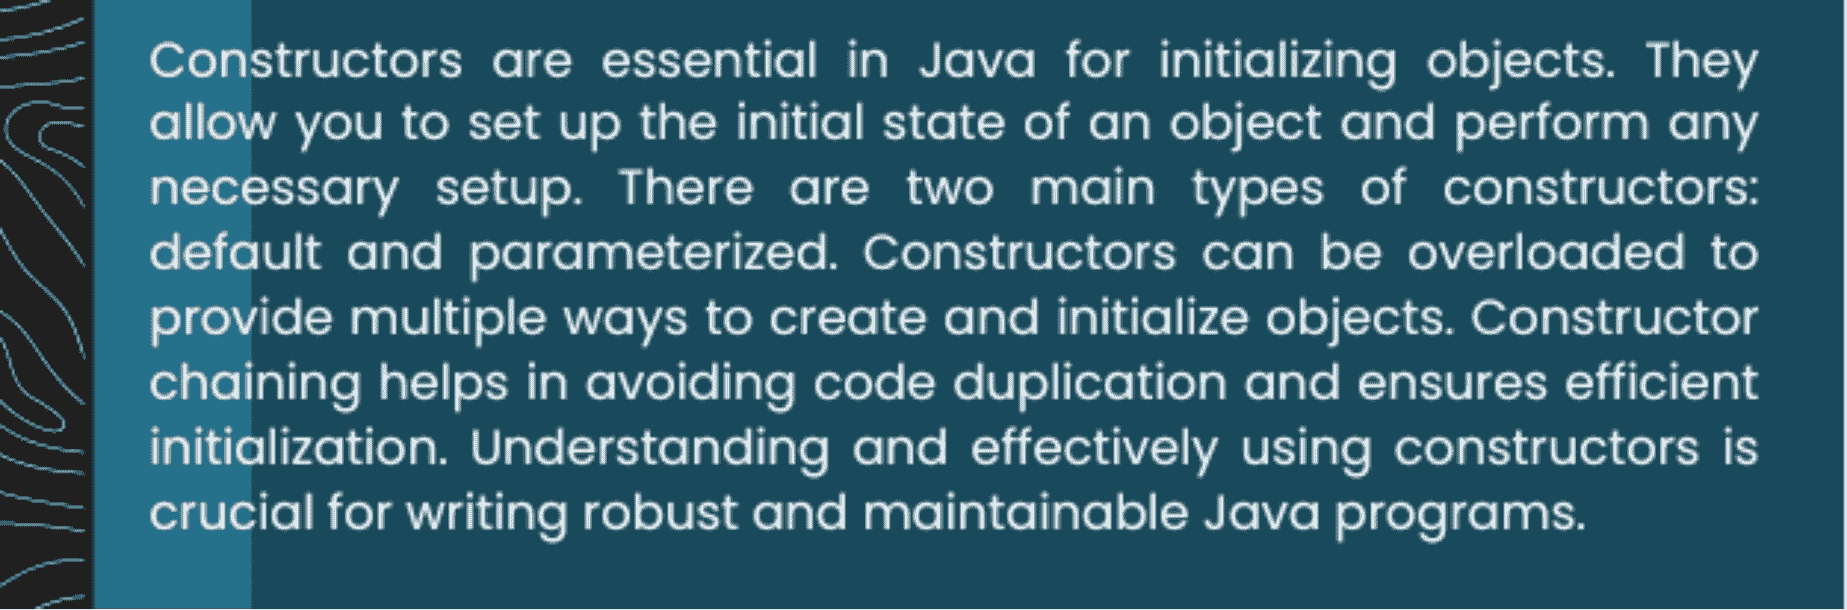 Constructors are essential in Java for initializing objects. They
allow you to set up the initial state of an object and perform any
necessary setup. There are two main types of constructors:
default and parameterized. Constructors can be overloaded to
provide multiple ways to create and initialize objects. Constructor
chaining helps in avoiding code duplication and ensures efficient
initialization. Understanding and effectively using constructors is
crucial for writing robust and maintainable Java programs.